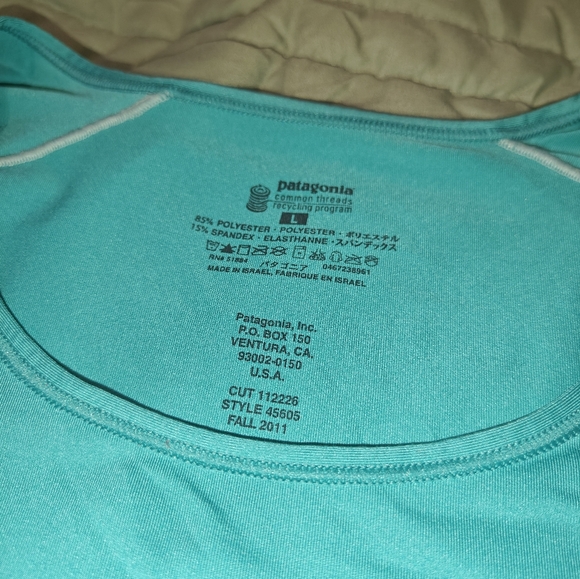 patagonia
common threads
recycling program
L
85% POLYESTER · POLYESTER · ポリエステル
15% SPANDEX · ELASTHANNE · スパンデックス
RN# 51884 パタゴニア 0467238961
MADE IN ISRAEL, FABRIQUE EN ISRAEL
Patagonia, Inc.
P.O. BOX 150
VENTURA, CA.
93002-0150
U.S.A.
CUT 112226
STYLE 45605
FALL 2011